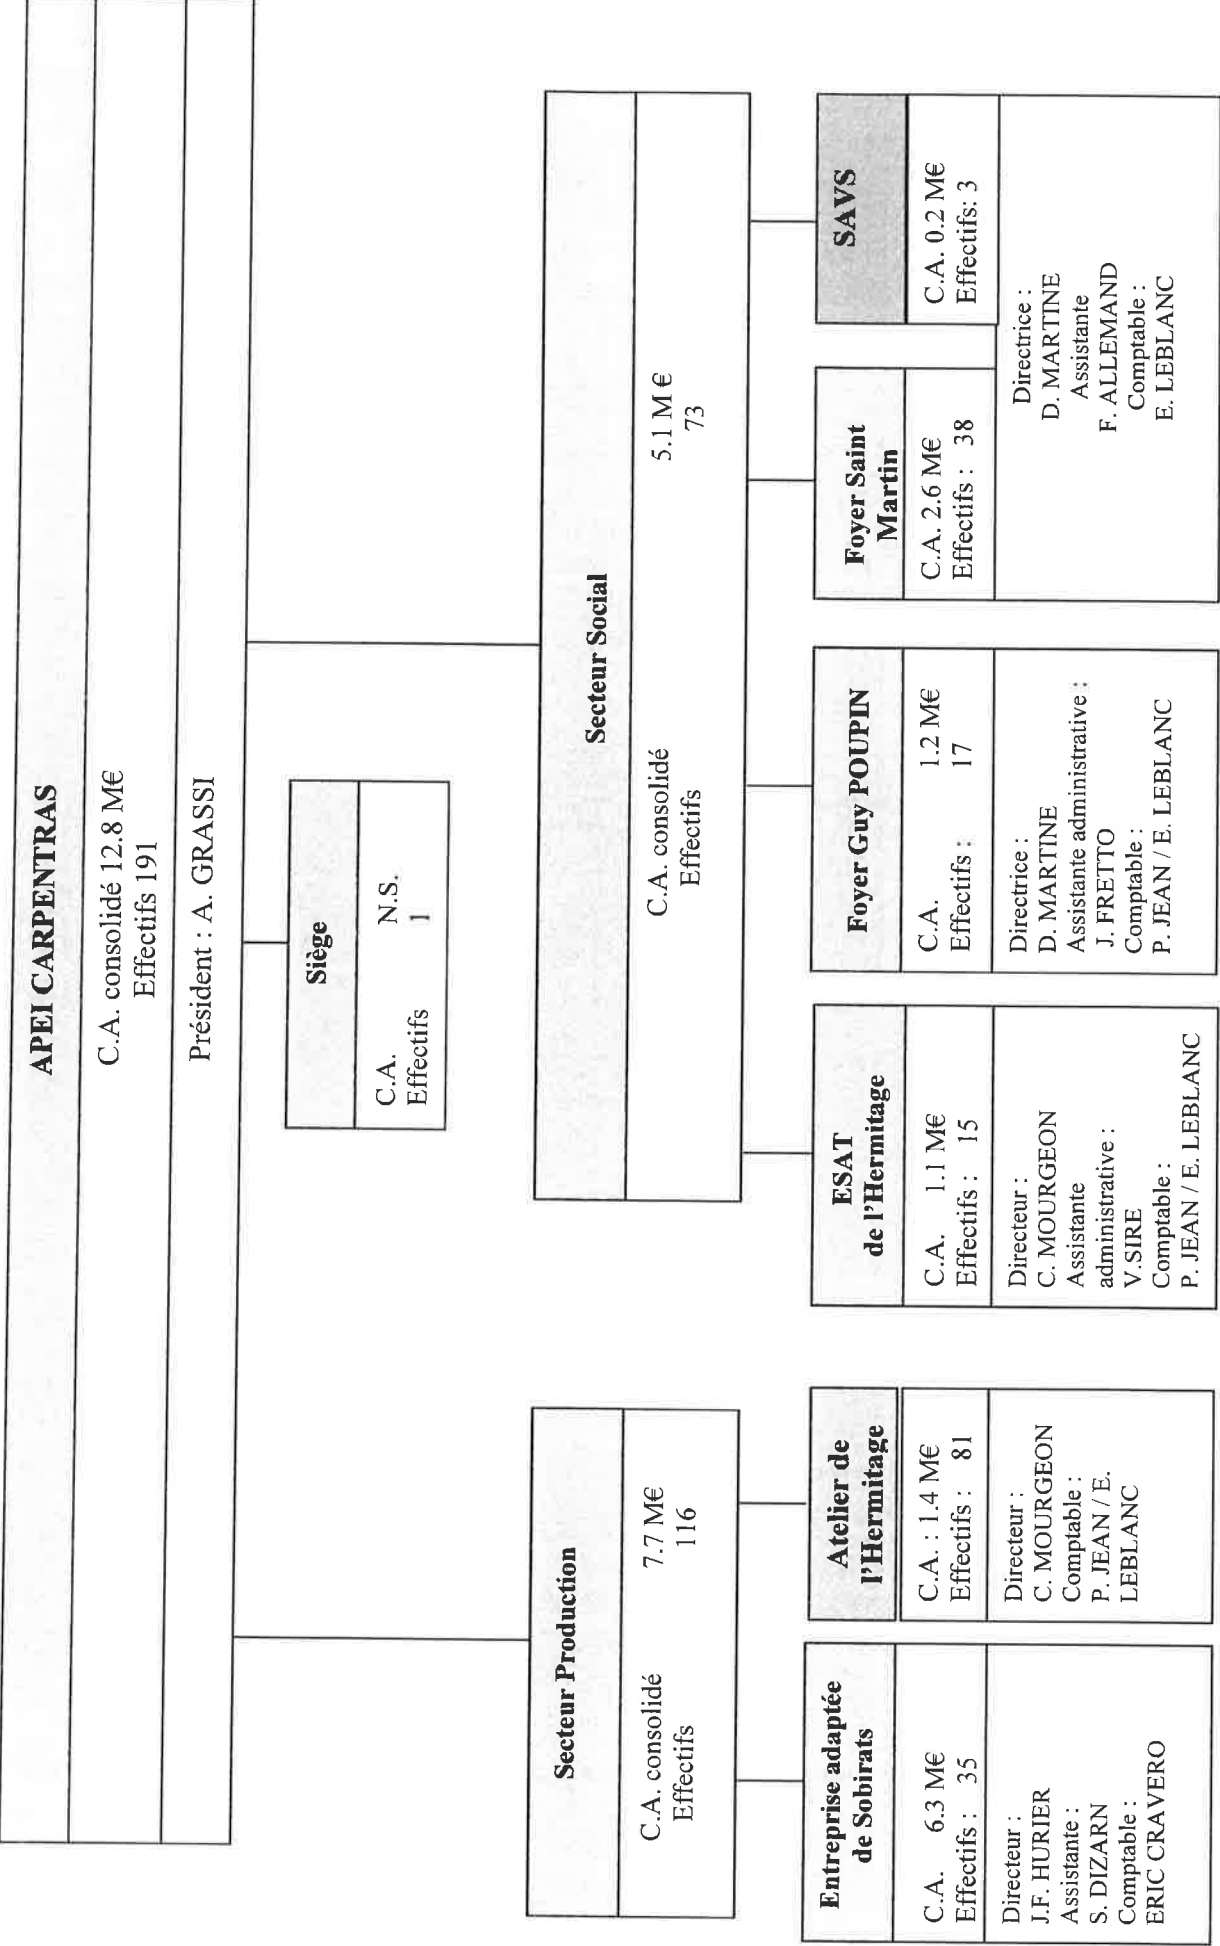 APEI CARPENTRAS
C.A. consolidé 12.8 M€
Effectifs 191
Président : A. GRASSI
Siège
C.A. N.S.
Effectifs 1
Secteur Production
C.A. consolidé 7.7 M€
Effectifs 116
Secteur Social
C.A. consolidé 5.1 M €
Effectifs 73
Entreprise adaptée
de Sobirats
C.A. 6.3 M€
Effectifs : 35
Directeur :
J.F. HURIER
Assistante :
S. DIZARN
Comptable :
ERIC CRAVERO
Atelier de
l'Hermitage
C.A. : 1.4 M€
Effectifs : 81
Directeur :
C. MOURGEON
Comptable :
P. JEAN / E.
LEBLANC
ESAT
de l'Hermitage
C.A. 1.1 M€
Effectifs : 15
Directeur :
C. MOURGEON
Assistante
administrative :
V.SIRE
Comptable :
P. JEAN / E. LEBLANC
Foyer Guy POUPIN
C.A. 1.2 M€
Effectifs : 17
Directrice :
D. MARTINE
Assistante administrative :
J. FRETTO
Comptable :
P. JEAN / E. LEBLANC
Foyer Saint
Martin
C.A. 2.6 M€
Effectifs : 38
SAVS
C.A. 0.2 M€
Effectifs: 3
Directrice :
D. MARTINE
Assistante
F. ALLEMAND
Comptable :
E. LEBLANC